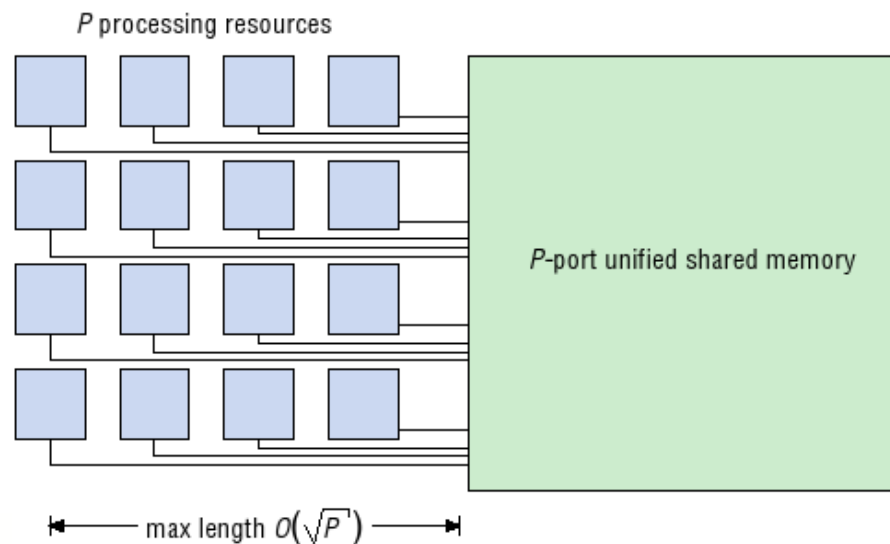 P processing resources
P-port unified shared memory
max length O(√P)